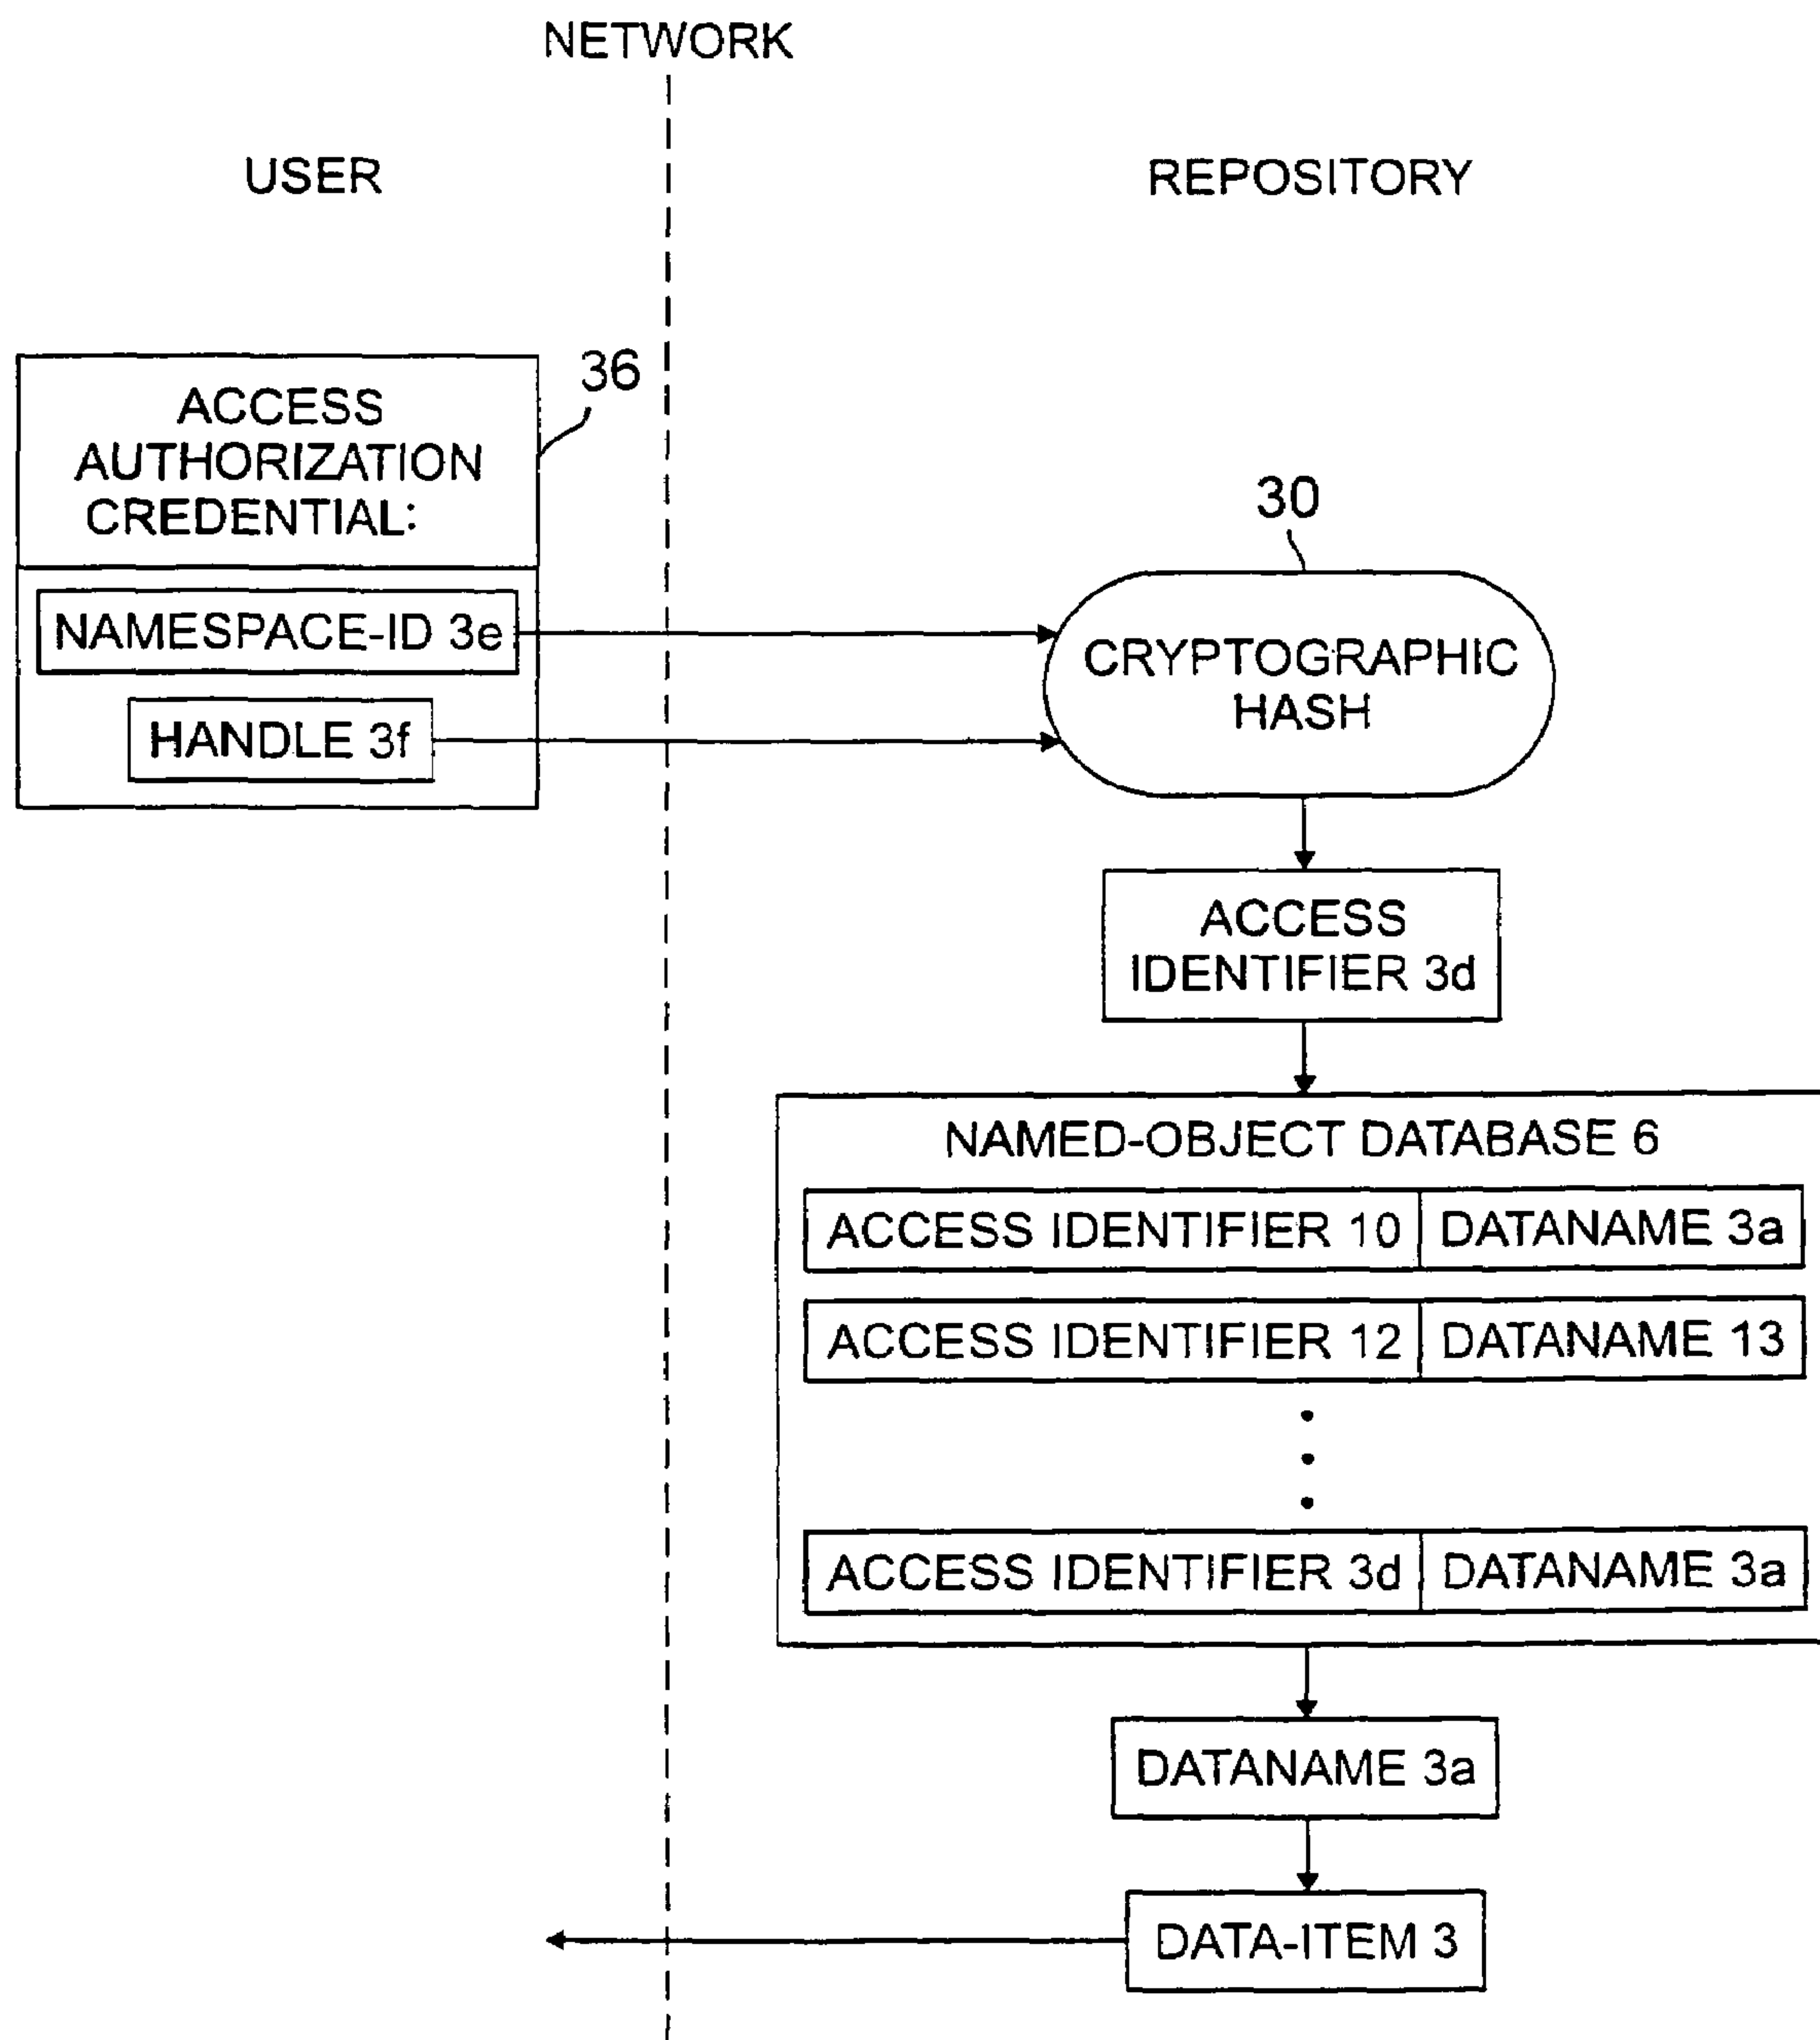 NETWORK
USER
REPOSITORY
ACCESS
AUTHORIZATION
CREDENTIAL:
36
NAMESPACE-ID 3e
HANDLE 3f
30
CRYPTOGRAPHIC
HASH
ACCESS
IDENTIFIER 3d
NAMED-OBJECT DATABASE 6
ACCESS IDENTIFIER 10 DATANAME 3a
ACCESS IDENTIFIER 12 DATANAME 13
ACCESS IDENTIFIER 3d DATANAME 3a
DATANAME 3a
DATA-ITEM 3